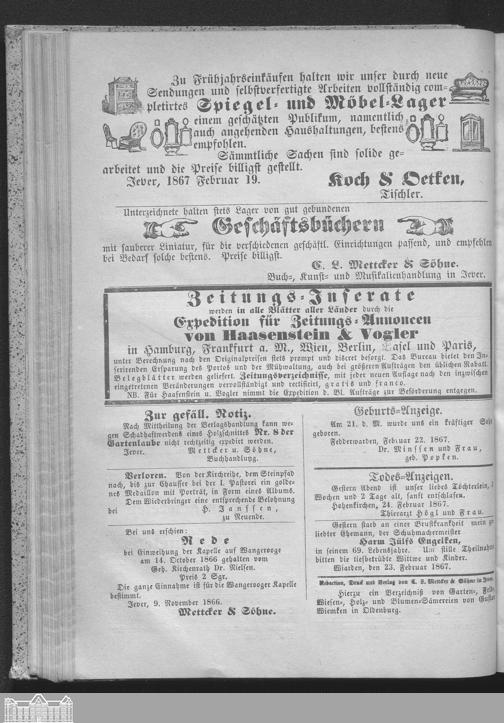 Zu Frühjahrseinkäufen halten wir unser durch neue
Sendungen und selbstverfertigte Arbeiten vollständig com-
pletirtes Spiegel- und Möbel-Lager
einem geschätzten Publikum, namentlich
auch angehenden Haushaltungen, bestens
empfohlen.
Sämmtliche Sachen sind solide ge-
arbeitet und die Preise billigst gestellt.
Jever, 1867 Februar 19. Koch & Oetken,
Tischler.
Unterzeichnete halten stets Lager von gut gebundenen
Geschäftsbüchern
mit sauberer Liniatur, für die verschiedenen geschäftl. Einrichtungen passend, und empfehlen
bei Bedarf solche bestens. Preise billigst.
C. L. Mettcker & Söhne.
Buch-, Kunst- und Musikalienhandlung in Jever.
Zeitungs-Inserate
werden in alle Blätter aller Länder durch die
Expedition für Zeitungs-Annoncen
von Haasenstein & Vogler
in Hamburg, Frankfurt a. M., Wien, Berlin, Basel und Paris,
unter Berechnung nach den Originalpreisen stets prompt und discret besorgt. Das Bureau bietet den In-
serirenden Ersparung des Portos und der Mühwaltung, auch bei grösseren Aufträgen den üblichen Rabatt.
Belegblätter werden geliefert. Zeitungsverzeichnisse, mit jeder neuen Auflage nach den inzwischen
eingetretenen Veränderungen vervollständigt und rectificirt, gratis und franco.
NB. Für Haasenstein u. Vogler nimmt die Expedition d. Bl. Aufträge zur Beförderung entgegen.
Zur gefäll. Notiz.
Nach Mittheilung der Verlagshandlung kann we-
gen Schadhaftwerdens eines Holzschnittes Nr. 8 der
Gartenlaube nicht rechtzeitig expedirt werden.
Jever. Mettcker u. Söhne,
Buchhandlung.
Verloren. Von der Kirchreihe, dem Steinpfad
nach, bis zur Chausser bei der I. Pastorei ein golde-
nes Medaillon mit Porträt, in Form eines Albums.
Dem Wiederbringer eine entsprechende Belohnung
bei H. Janssen,
zu Neuende.
Bei uns erschien:
Rede
bei Einweihung der Kapelle auf Wangerooge
am 14. October 1866 gehalten vom
Geh. Kirchenrath Dr. Nielsen.
Preis 2 Sgr.
Die ganze Einnahme ist für die Wangerooger Kapelle
bestimmt.
Jever, 9. November 1866.
Mettcker & Söhne.
Geburts-Anzeige.
Am 21. d. M. wurde uns ein kräftiger
geboren.
Fedderwarden, Februar 22. 1867.
Dr. Minssen und Frau,
geb. Popken.
Todes-Anzeigen.
Gestern Abend ist unser liebes Töchterlein,
Wochen und 2 Tage alt, sanft entschlafen.
Hohenkirchen, 24. Februar 1867.
Thierarzt Högl und Frau.
Gestern starb an einer Brustkrankheit mein
liebter Ehemann, der Schuhmachermeister
Harm Jülfs Engelken,
in seinem 69. Lebensjahre. Um stille Theilnahme
bitten die tiefbetrübte Wittwe und Kinder.
Wiarden, den 23. Februar 1867.
Redaction, Druck und Verlag von C. L. Mettcker & Söhne in Jever.
Hierzu ein Verzeichniß von Garten-, Feld-
Wiesen-, Holz- und Blumen-Sämereien von Gustav
Wiemken in Oldenburg.